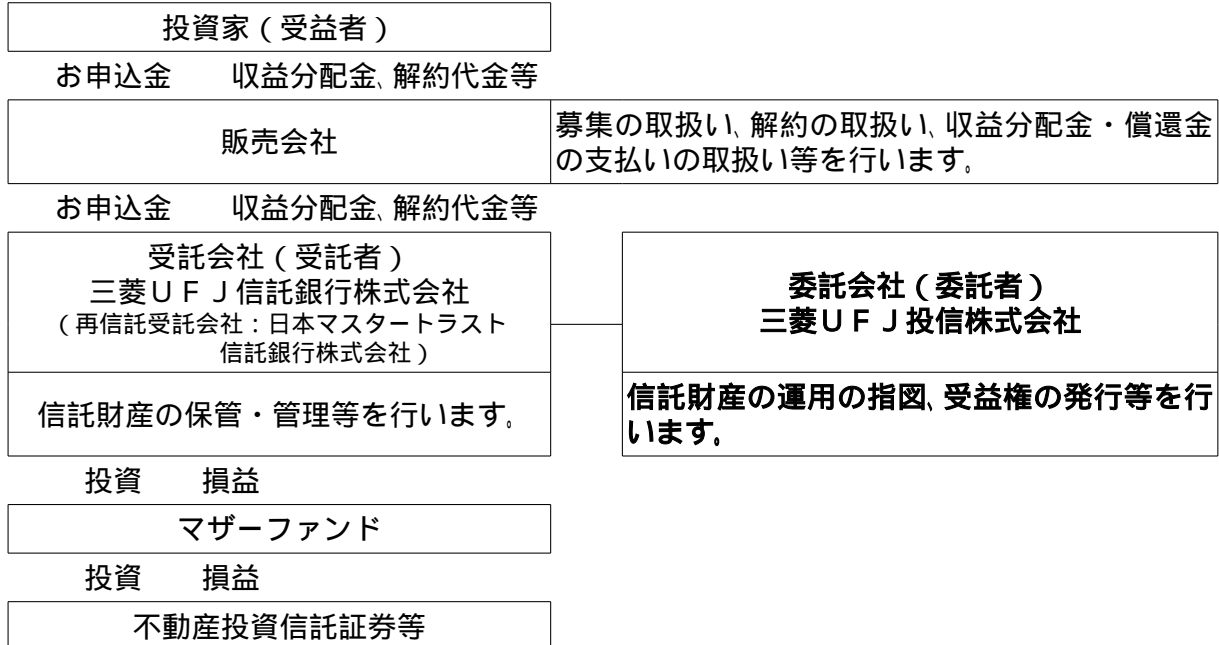 投資家（受益者）
お申込金　　収益分配金、解約代金等
販売会社
募集の取扱い、解約の取扱い、収益分配金・償還金
の支払いの取扱い等を行います。
お申込金　　収益分配金、解約代金等
受託会社（受託者）
三菱ＵＦＪ信託銀行株式会社
（再信託受託会社：日本マスタートラスト
信託銀行株式会社）
委託会社（委託者）
三菱ＵＦＪ投信株式会社
信託財産の保管・管理等を行います。
信託財産の運用の指図、受益権の発行等を行
います。
投資　　損益
マザーファンド
投資　　損益
不動産投資信託証券等